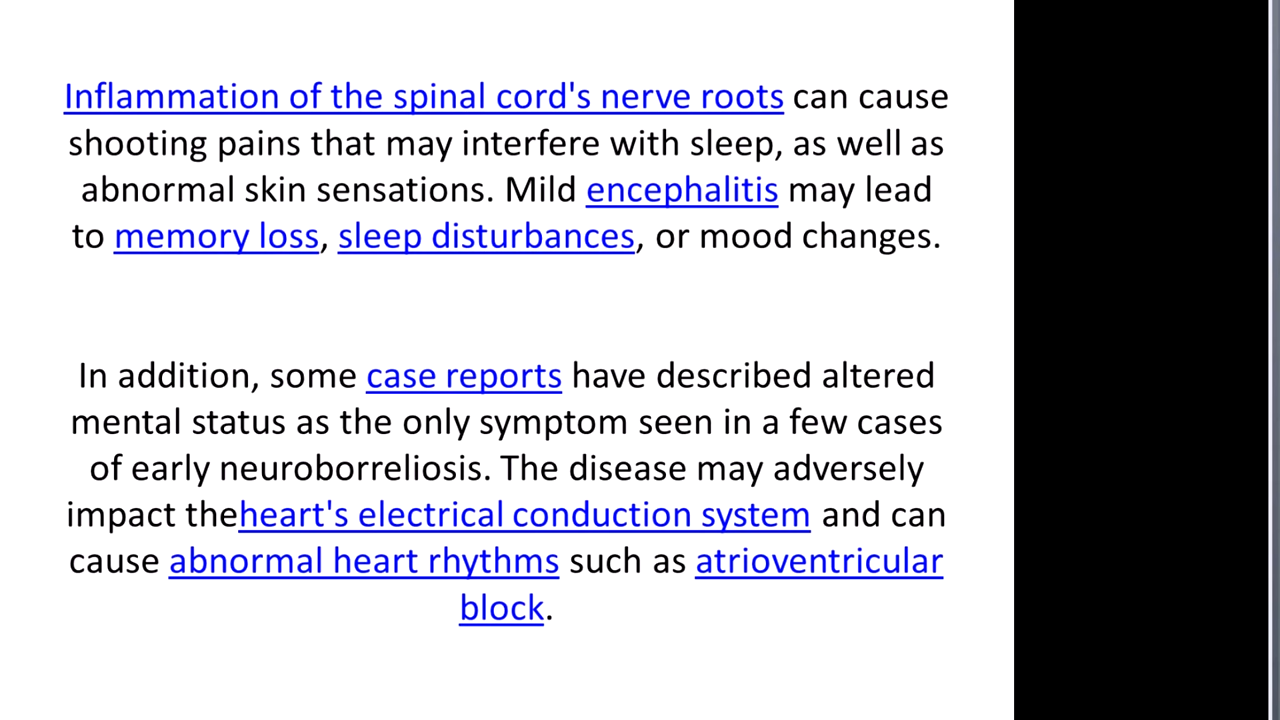 Inflammation of the spinal cord's nerve roots can cause
shooting pains that may interfere with sleep, as well as
abnormal skin sensations. Mild encephalitis may lead
to memory loss, sleep disturbances, or mood changes.
In addition, some case reports have described altered
mental status as the only symptom seen in a few cases
of early neuroborreliosis. The disease may adversely
impact theheart's electrical conduction system and can
cause abnormal heart rhythms such as atrioventricular
block.